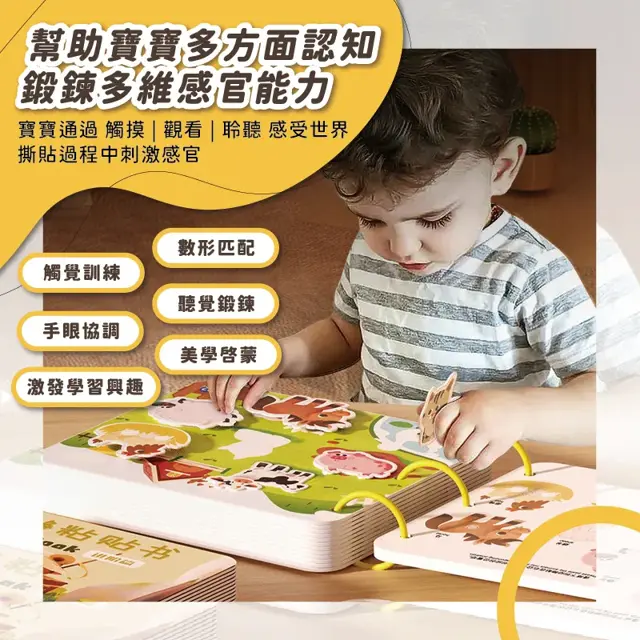 幫助寶寶多方面認知
鍛鍊多維感官能力
寶寶通過 觸摸 | 觀看 | 聆聽 感受世界
撕貼過程中刺激感官
數形匹配
觸覺訓練
聽覺鍛鍊
手眼協調
美學啓蒙
激發學習興趣
粘貼书